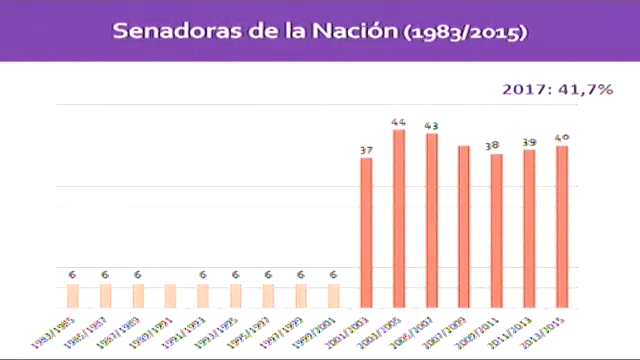 Senadoras de la Nación (1983/2015)
2017: 41,7%
37 44 43 38 39 40
6 6 6 6 6 6 6 6
1983/1985 1985/1987 1987/1989 1989/1991 1991/1993 1993/1995 1995/1997 1997/1999 1999/2001 2001/2003 2003/2005 2005/2007 2007/2009 2009/2011 2011/2013 2013/2015